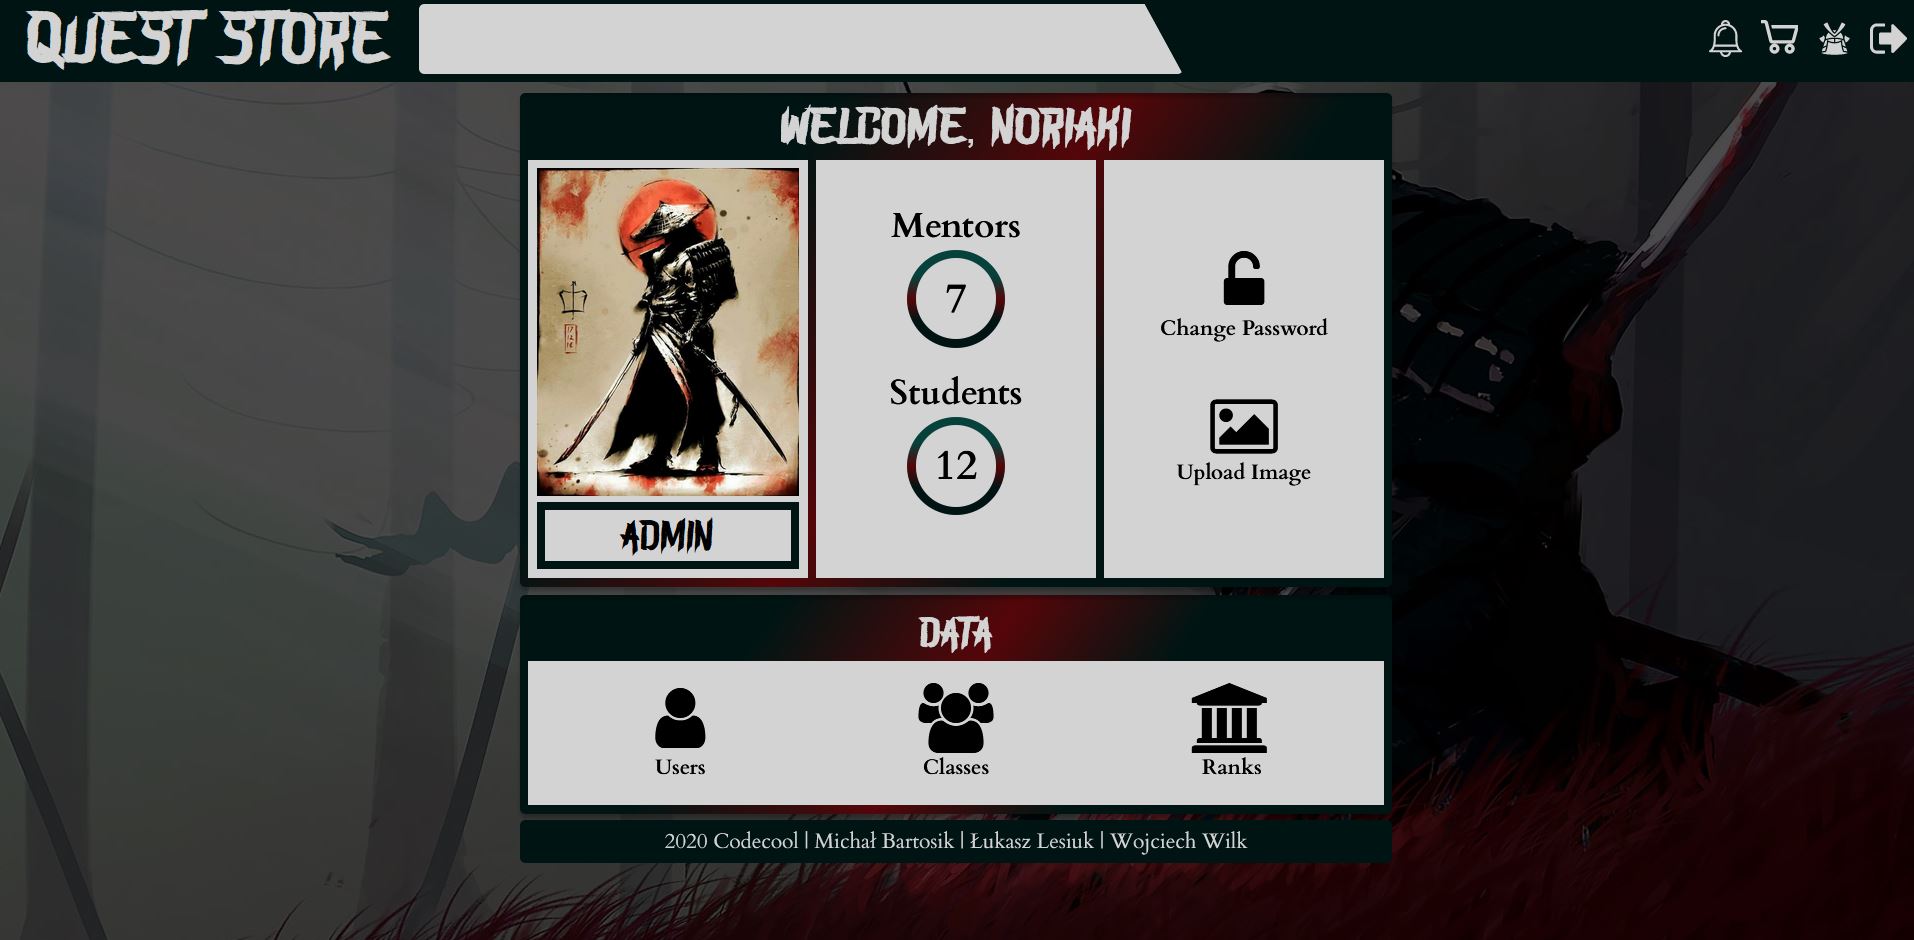 QUEST STORE
WELCOME, NORIAKI
Mentors
7
Students
12
Change Password
Upload Image
ADMIN
DATA
Users
Classes
Ranks
2020 Codecool | Michał Bartosik | Łukasz Lesiuk | Wojciech Wilk